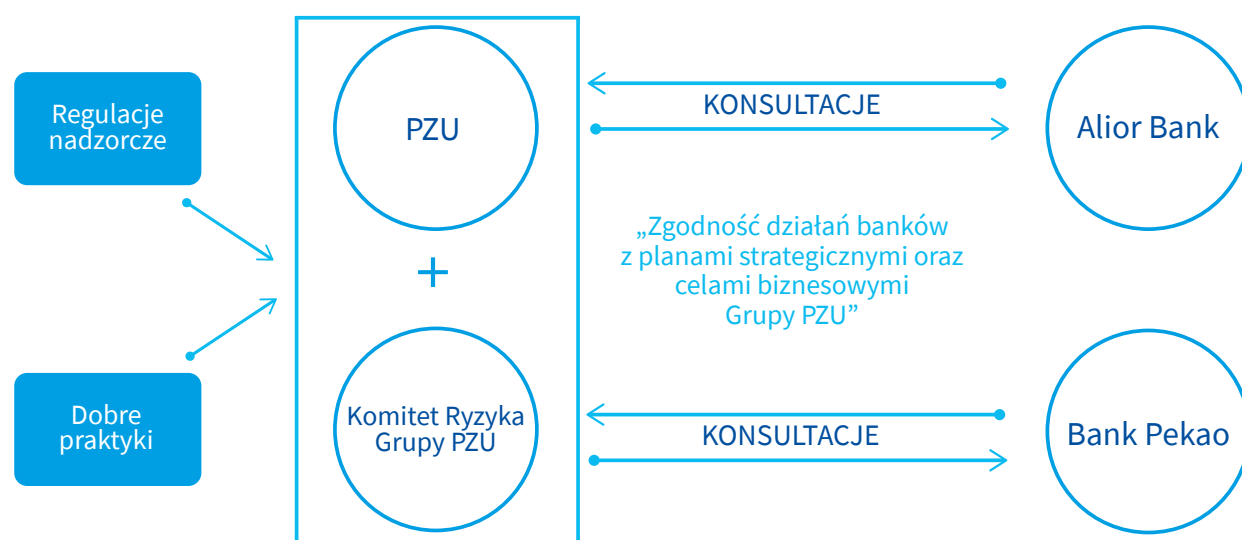 Regulacje
nadzorcze
Dobre
praktyki
PZU
+
Komitet Ryzyka
Grupy PZU
KONSULTACJE
„Zgodność działań banków
z planami strategicznymi oraz
celami biznesowymi
Grupy PZU”
KONSULTACJE
Alior Bank
Bank Pekao